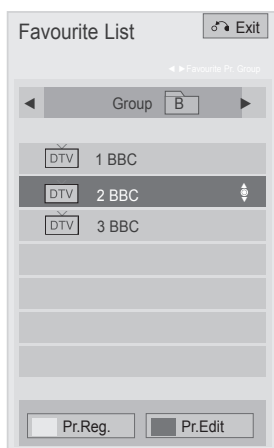 Favourite List
Exit
◄ ►Favourite Pr. Group
◄ Group B ►
DTV 1 BBC
DTV 2 BBC
DTV 3 BBC
Pr.Reg. Pr.Edit